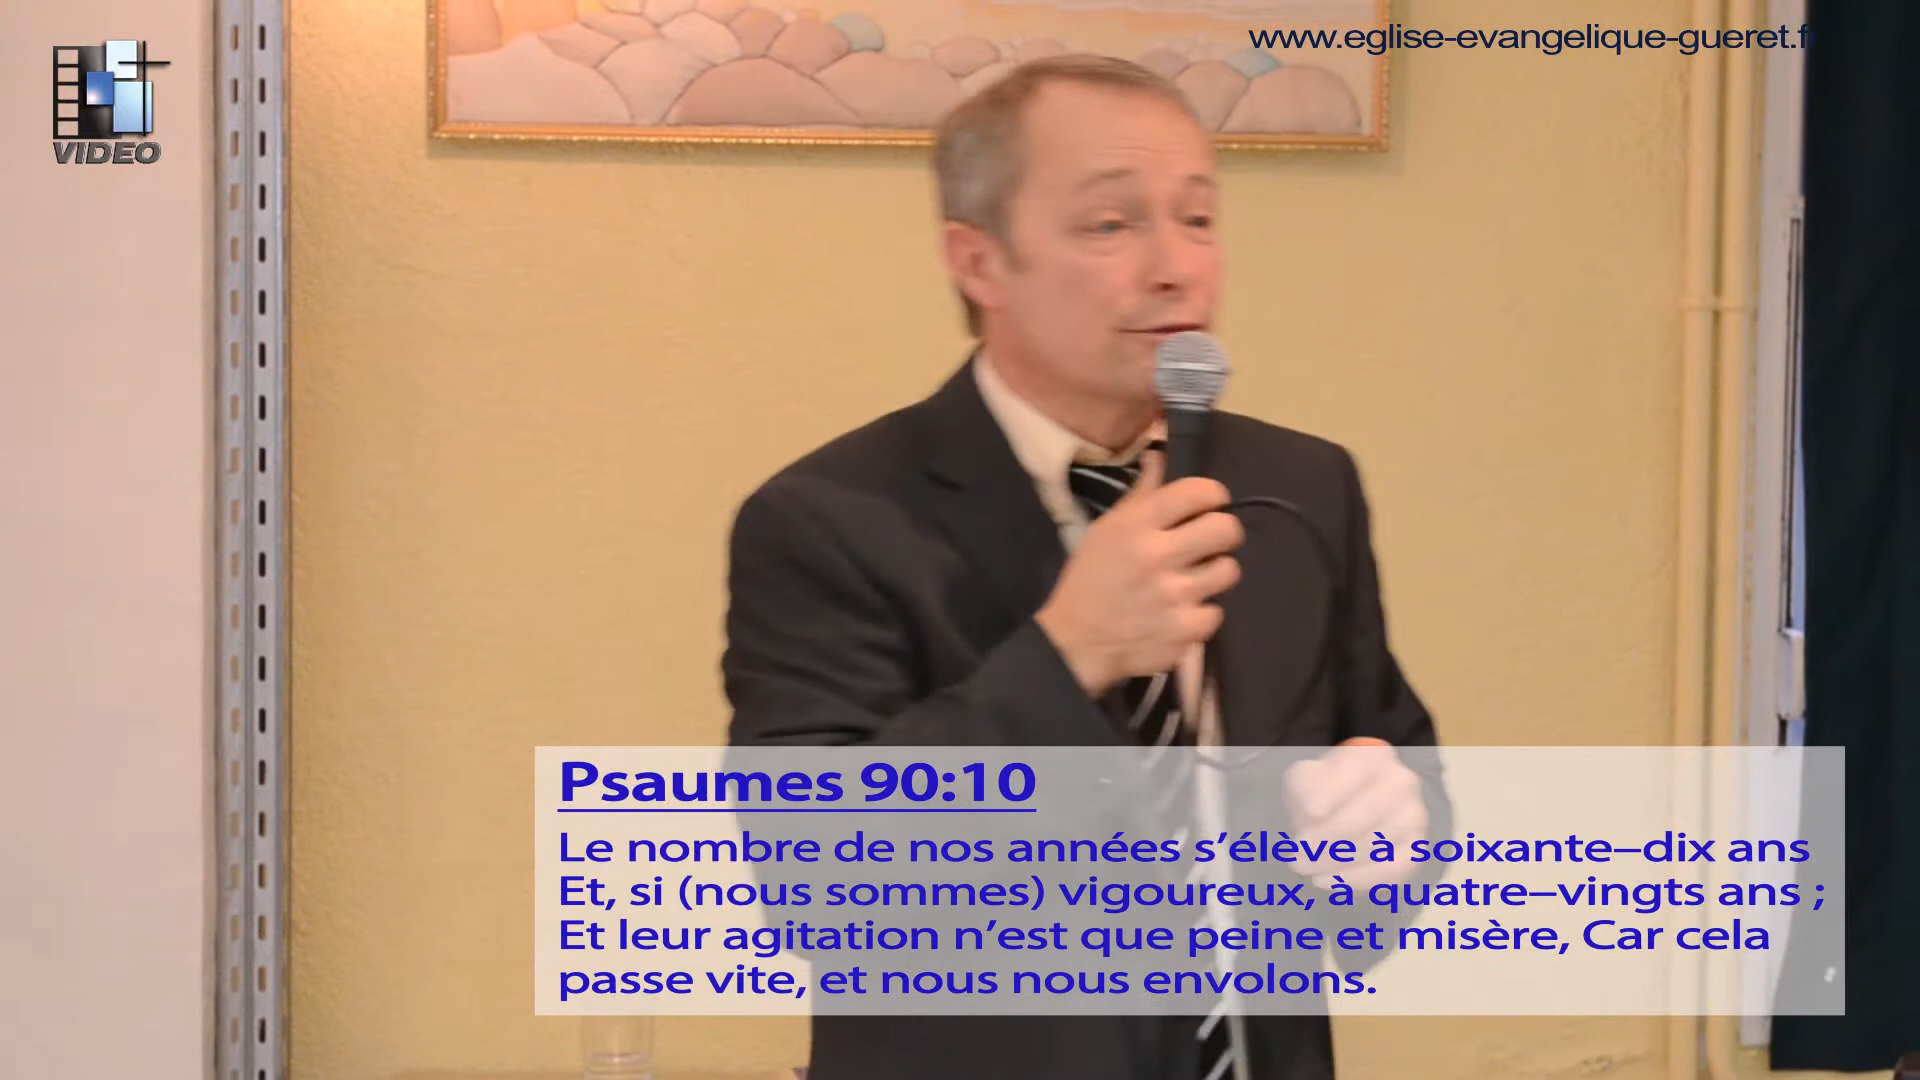 www.eglise-evangelique-gueret.fr
VIDEO
Psaumes 90:10
Le nombre de nos années s’élève à soixante–dix ans
Et, si (nous sommes) vigoureux, à quatre–vingts ans ;
Et leur agitation n’est que peine et misère, Car cela
passe vite, et nous nous envolons.